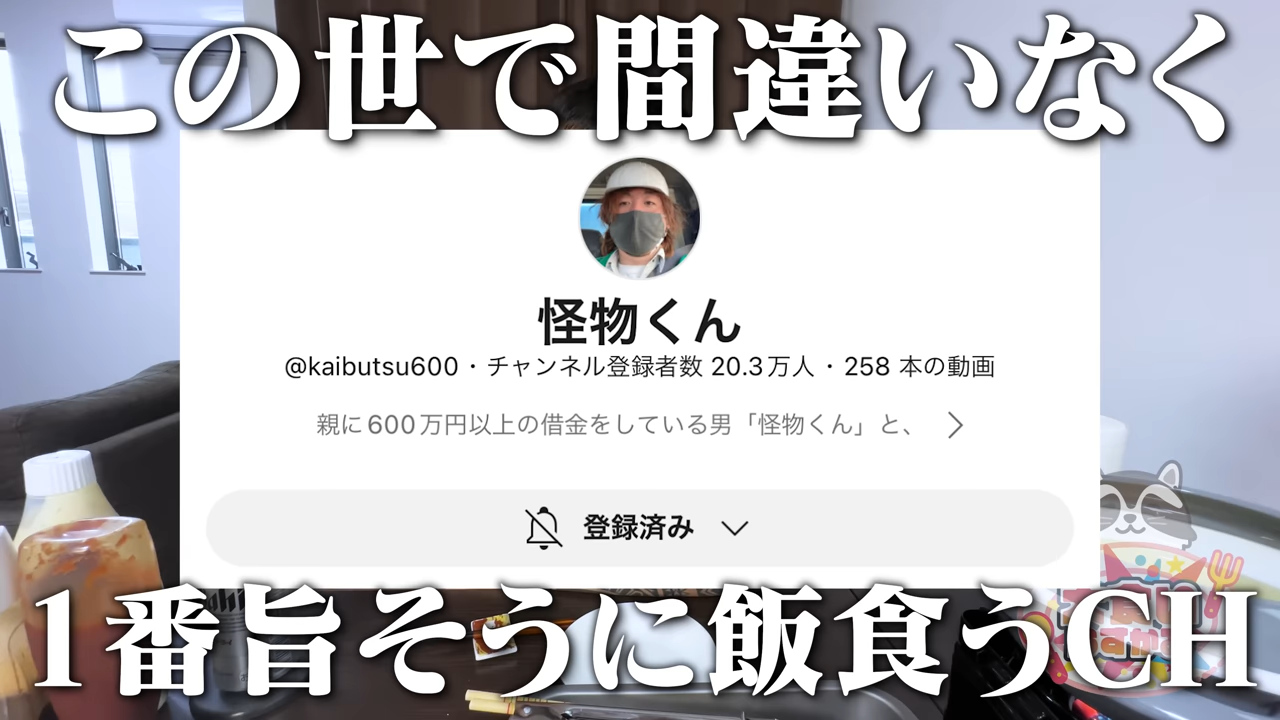 この世で間違いなく
怪物くん
@kaibutsu600・チャンネル登録者数 20.3万人・258 本の動画
親に600万円以上の借金をしている男「怪物くん」と、
登録済み
1番旨そうに飯食うCH